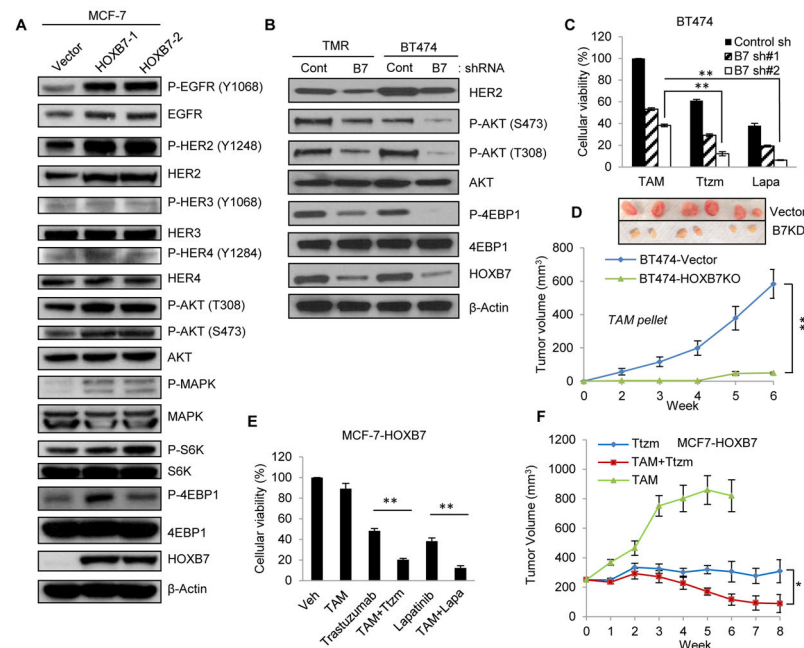 A
MCF-7
Vector
HOXB7-1
HOXB7-2
P-EGFR (Y1068)
EGFR
P-HER2 (Y1248)
HER2
P-HER3 (Y1068)
HER3
P-HER4 (Y1284)
HER4
P-AKT (T308)
P-AKT (S473)
AKT
P-MAPK
MAPK
P-S6K
S6K
P-4EBP1
4EBP1
HOXB7
β-Actin
B
TMR BT474
Cont B7 Cont B7 : shRNA
HER2
P-AKT (S473)
P-AKT (T308)
AKT
P-4EBP1
4EBP1
HOXB7
β-Actin
C
BT474
Control sh
B7 sh#1
B7 sh#2
Cellular viability (%)
100
80
60
40
20
0
**
**
TAM Ttzm Lapa
D
Vector
B7KD
BT474-Vector
BT474-HOXB7KO
TAM pellet
Tumor volume (mm³)
800
600
400
200
0
**
0 1 2 3 4 5 6
Week
E
MCF-7-HOXB7
Cellular viability (%)
100
80
60
40
20
0
** **
Veh
TAM
Trastuzumab
TAM+Ttzm
Lapatinib
TAM+Lapa
F
MCF7-HOXB7
Ttzm
TAM+Ttzm
TAM
Tumor Volume (mm³)
1200
1000
800
600
400
200
0
*
0 1 2 3 4 5 6 7 8
Week